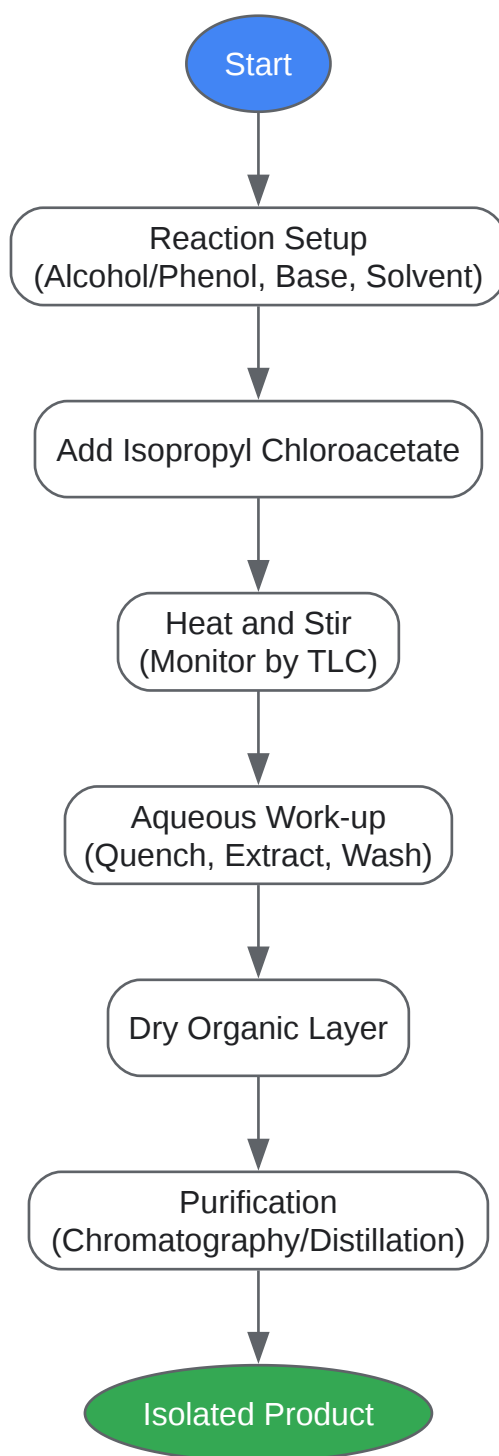 Start
Reaction Setup
(Alcohol/Phenol, Base, Solvent)
Add Isopropyl Chloroacetate
Heat and Stir
(Monitor by TLC)
Aqueous Work-up
(Quench, Extract, Wash)
Dry Organic Layer
Purification
(Chromatography/Distillation)
Isolated Product